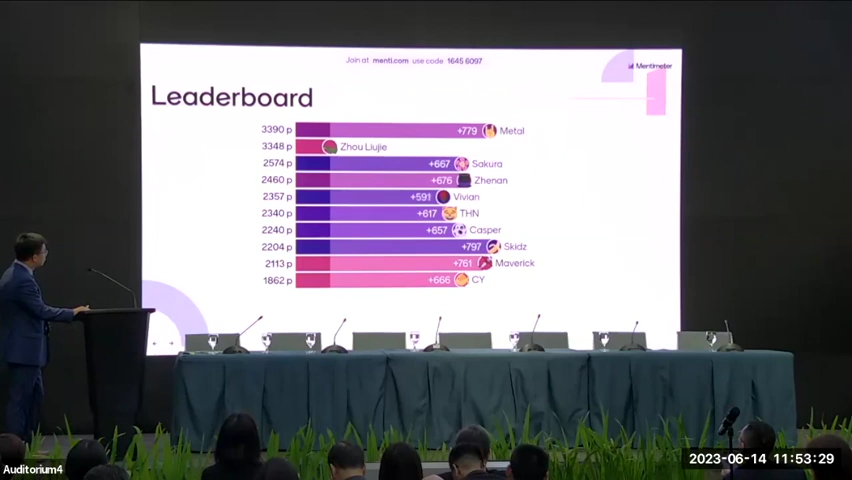 Join at menti.com use code 1645 6097
Mentimeter
Leaderboard
3390 p +779 Metal
3348 p Zhou Liujie
2574 p +667 Sakura
2460 p +676 Zhenan
2357 p +591 Vivian
2340 p +617 THN
2240 p +657 Casper
2204 p +797 Skidz
2113 p +761 Maverick
1862 p +666 CY
Auditorium4
2023-06-14 11:53:29